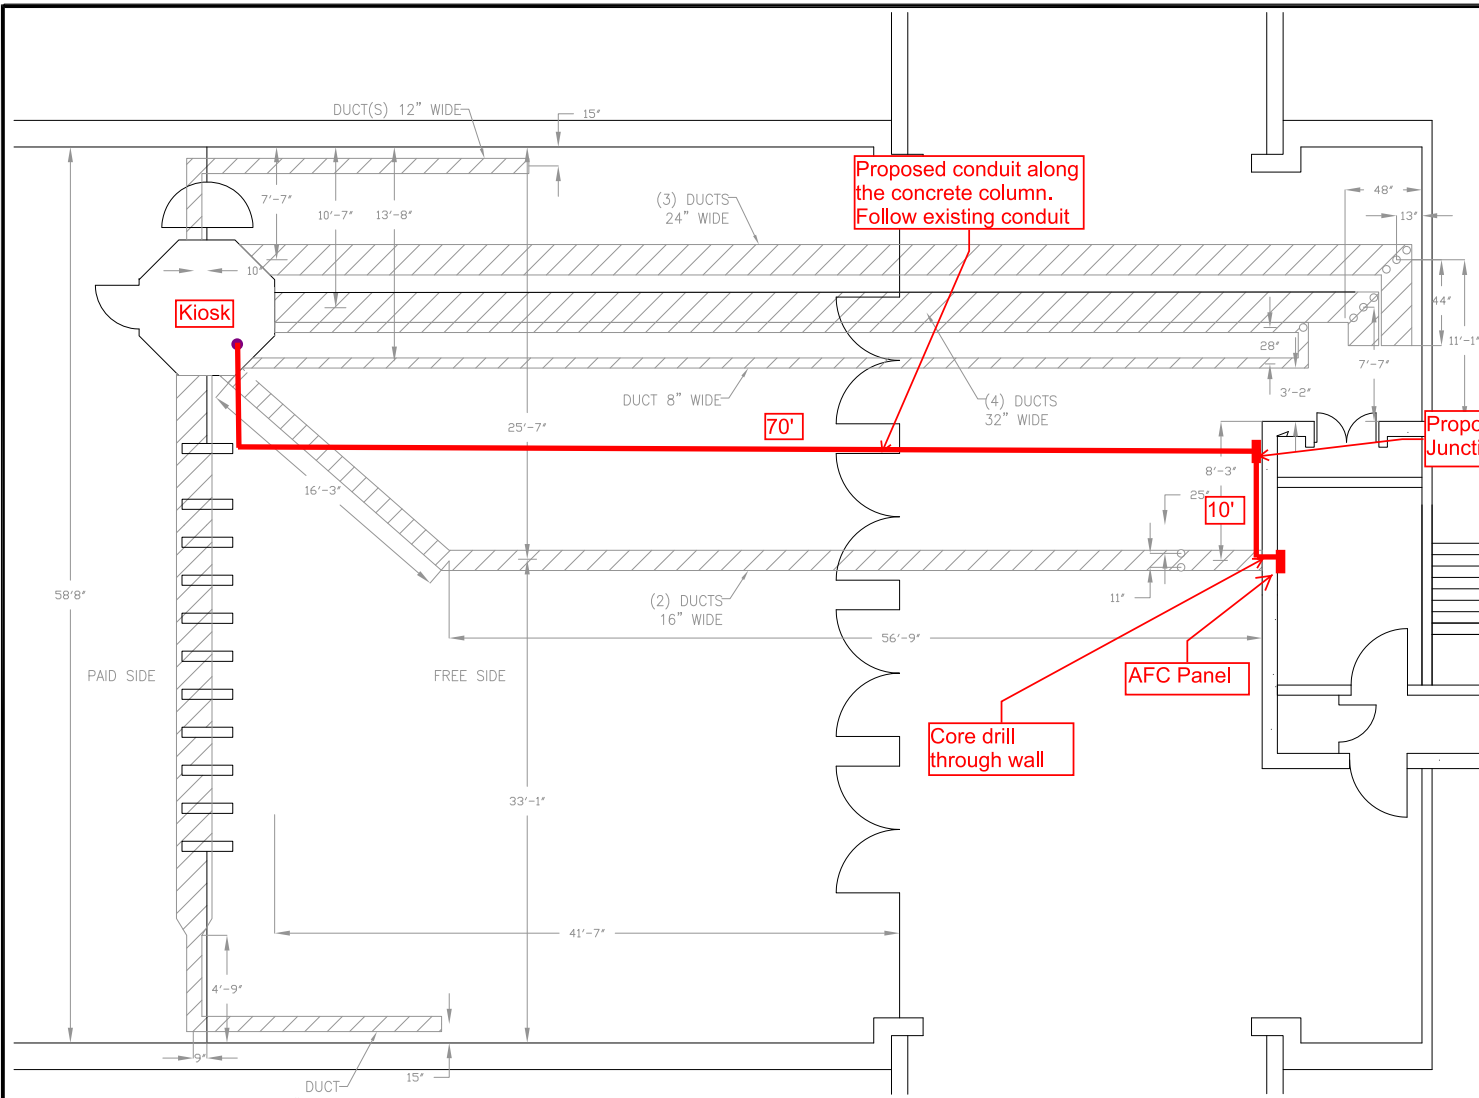 DUCT(S) 12" WIDE
15"
Proposed conduit along
the concrete column.
Follow existing conduit
7'-7"
10'-7"
13'-8"
(3) DUCTS
24" WIDE
48"
13"
10"
Kiosk
44"
11'-1"
28"
7'-7"
3'-2"
DUCT 8" WIDE
(4) DUCTS
32" WIDE
70'
25'-7"
Propo
Juncti
8'-3"
16'-3"
25"
10'
58'8"
11"
(2) DUCTS
16" WIDE
56'-9"
PAID SIDE
FREE SIDE
AFC Panel
Core drill
through wall
33'-1"
41'-7"
4'-9"
9"
15"
DUCT